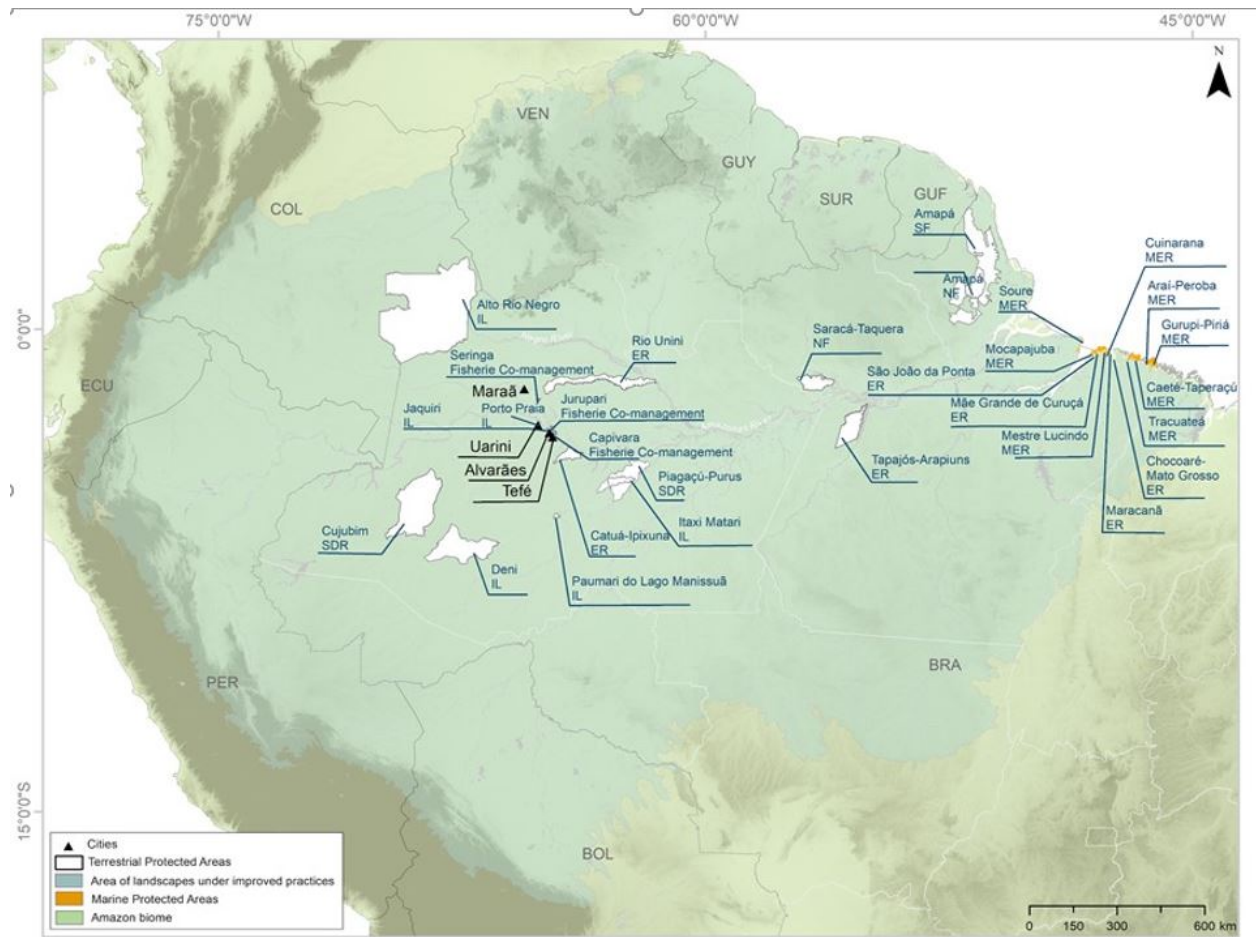 75°0'0"W
60°0'0"W
45°0'0"W
N
VEN
GUY
SUR
GUF
COL
Amapá
SF
Cuinarana
MER
Amapá
NF
Soure
MER
Araí-Peroba
MER
Gurupi-Piriá
MER
Alto Rio Negro
IL
0°0'0"
Rio Unini
ER
Saracá-Taquera
NF
Mocapajuba
MER
Seringa
Fisherie Co-management
São João da Ponta
ER
ECU
Maraã
Caeté-Taperaçú
MER
Jaquiri
IL
Porto Praia
IL
Jurupari
Fisherie Co-management
Mãe Grande de Curuçá
ER
Tracuateá
MER
Uarini
Capivara
Fisherie Co-management
Mestre Lucindo
MER
Alvarães
Tapajós-Arapiuns
ER
Chocoaré-
Mato Grosso
ER
Tefé
Piagaçú-Purus
SDR
Maracanã
ER
Cujubim
SDR
Itaxi Matari
IL
Catuá-Ipixuna
ER
Deni
IL
Paumari do Lago Manissuã
IL
PER
BRA
15°0'0"S
BOL
Cities
Terrestrial Protected Areas
Area of landscapes under improved practices
Marine Protected Areas
Amazon biome
0 150 300 600 km